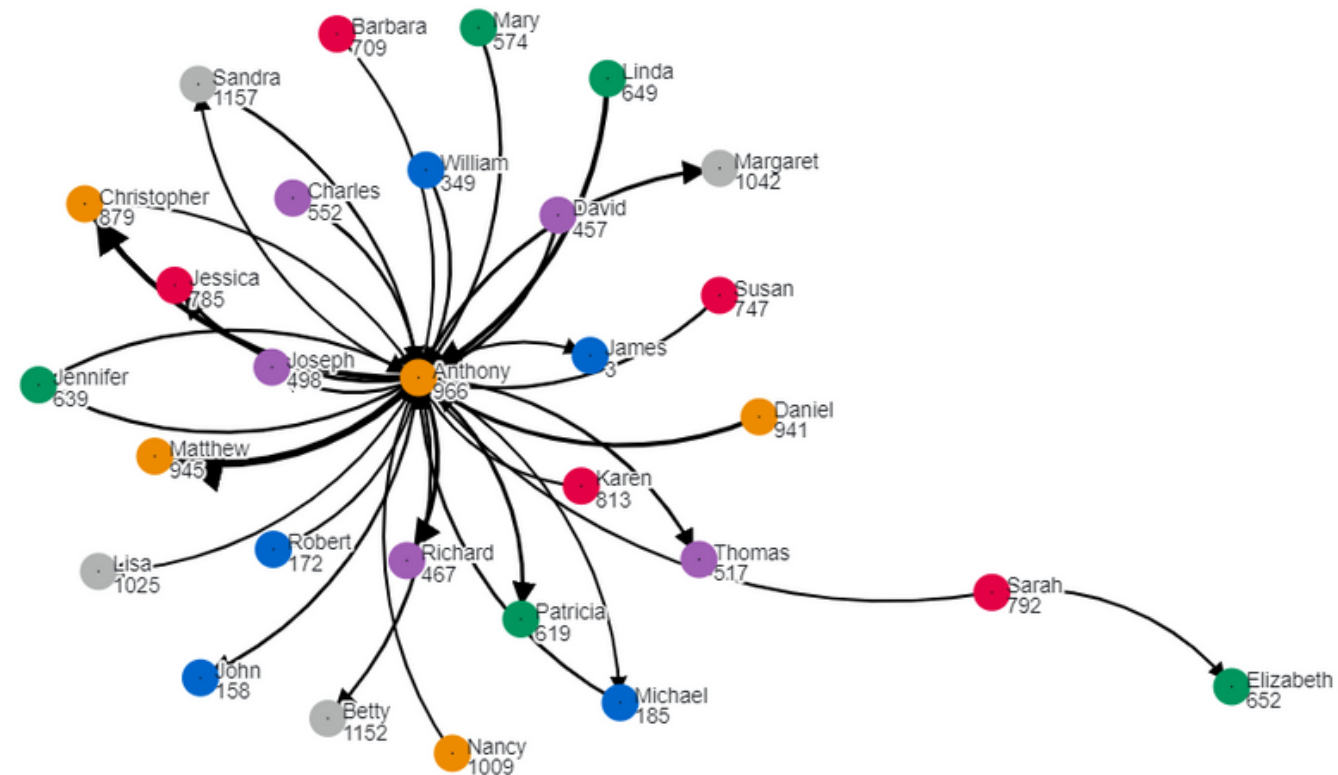 Barbara
709
Mary
574
Sandra
1157
Linda
649
William
349
Margaret
1042
Christopher
879
Charles
552
David
457
Jessica
785
Susan
747
James
3
Joseph
498
Anthony
966
Jennifer
639
Daniel
941
Matthew
945
Karen
813
Robert
172
Richard
467
Thomas
517
Lisa
1025
Sarah
792
Patricia
619
John
158
Elizabeth
652
Betty
1152
Michael
185
Nancy
1009